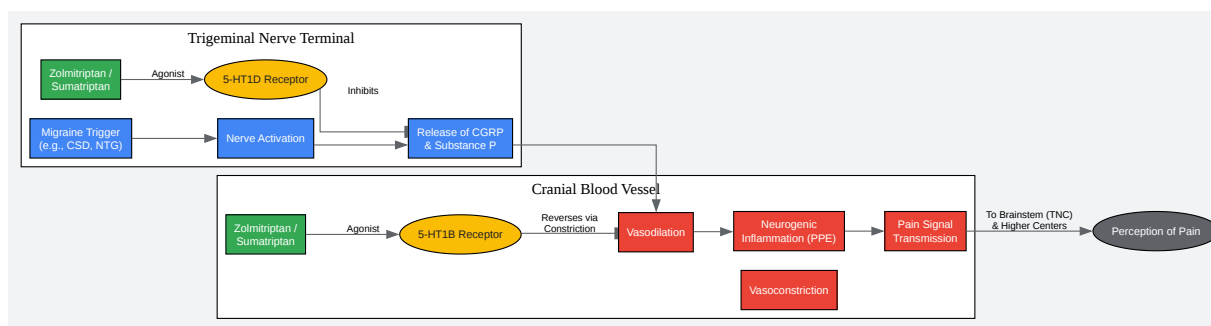 Trigeminal Nerve Terminal
Zolmitriptan /
Sumatriptan
Agonist
5-HT1D Receptor
Inhibits
Migraine Trigger
(e.g., CSD, NTG)
Nerve Activation
Release of CGRP
& Substance P
Cranial Blood Vessel
Zolmitriptan /
Sumatriptan
Agonist
5-HT1B Receptor
Reverses via
Constriction
Vasodilation
Neurogenic
Inflammation (PPE)
Pain Signal
Transmission
To Brainstem (TNC)
& Higher Centers
Perception of Pain
Vasoconstriction